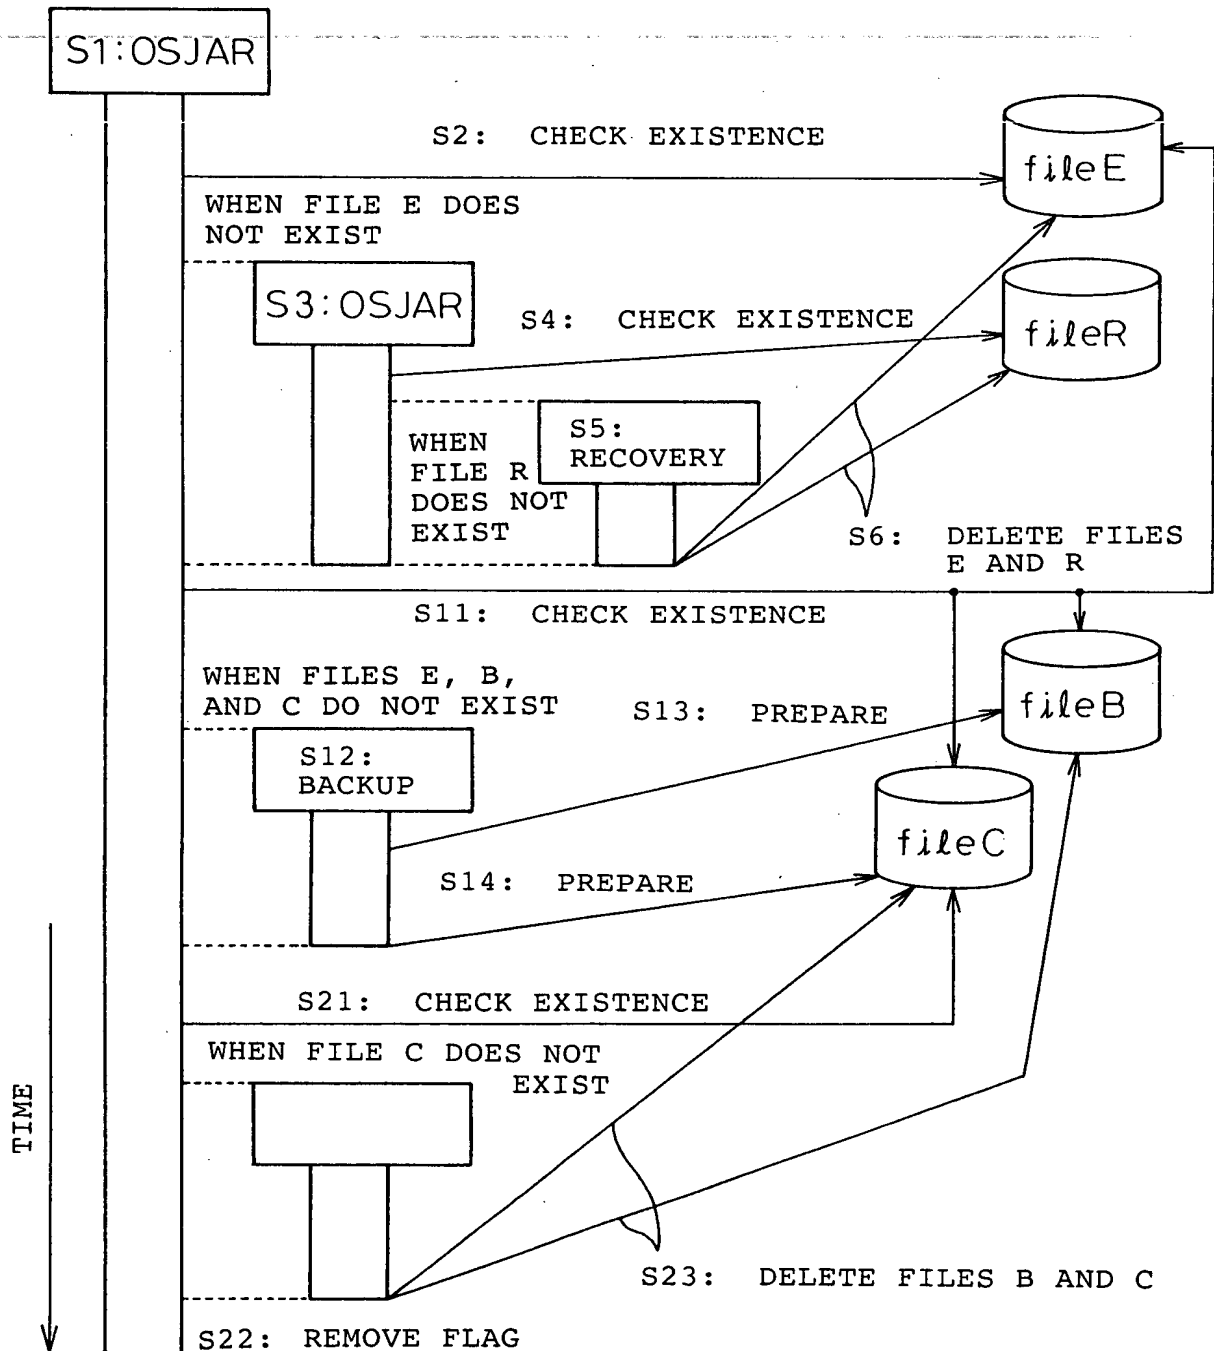 S1:OSJAR
S2: CHECK EXISTENCE
fileE
WHEN FILE E DOES
NOT EXIST
S3:OSJAR
S4: CHECK EXISTENCE
fileR
WHEN
FILE R
DOES NOT
EXIST
S5:
RECOVERY
S6: DELETE FILES
E AND R
S11: CHECK EXISTENCE
WHEN FILES E, B,
AND C DO NOT EXIST
S13: PREPARE
fileB
S12:
BACKUP
fileC
S14: PREPARE
S21: CHECK EXISTENCE
WHEN FILE C DOES NOT
EXIST
TIME
S23: DELETE FILES B AND C
S22: REMOVE FLAG